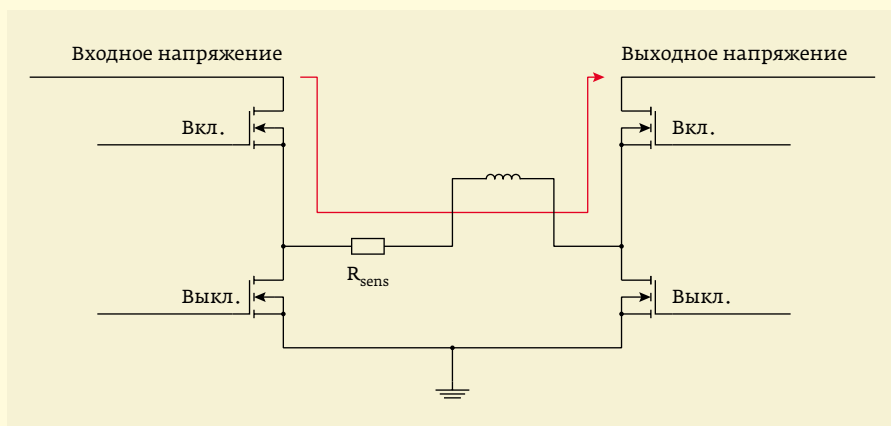 Входное напряжение
Выходное напряжение
Вкл.
Вкл.
R_sens
Выкл.
Выкл.